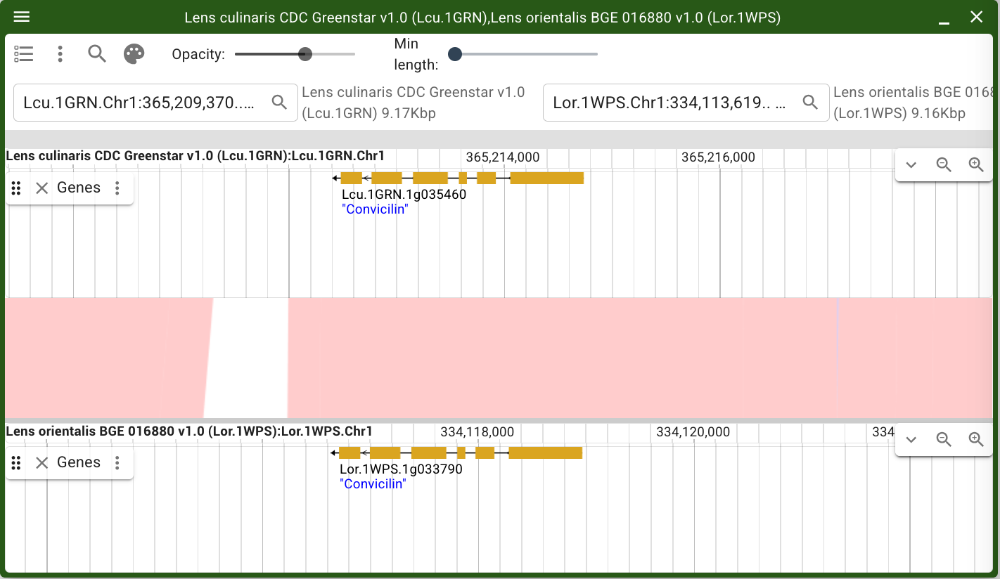 Lens culinaris CDC Greenstar v1.0 (Lcu.1GRN),Lens orientalis BGE 016880 v1.0 (Lor.1WPS)
Opacity:
Min
length:
Lcu.1GRN.Chr1:365,209,370..…
Lens culinaris CDC Greenstar v1.0
(Lcu.1GRN) 9.17Kbp
Lor.1WPS.Chr1:334,113,619.. …
Lens orientalis BGE 0168
(Lor.1WPS) 9.16Kbp
Lens culinaris CDC Greenstar v1.0 (Lcu.1GRN):Lcu.1GRN.Chr1
365,214,000
365,216,000
Genes
Lcu.1GRN.1g035460
"Convicilin"
Lens orientalis BGE 016880 v1.0 (Lor.1WPS):Lor.1WPS.Chr1
334,118,000
334,120,000
334
Genes
Lor.1WPS.1g033790
"Convicilin"